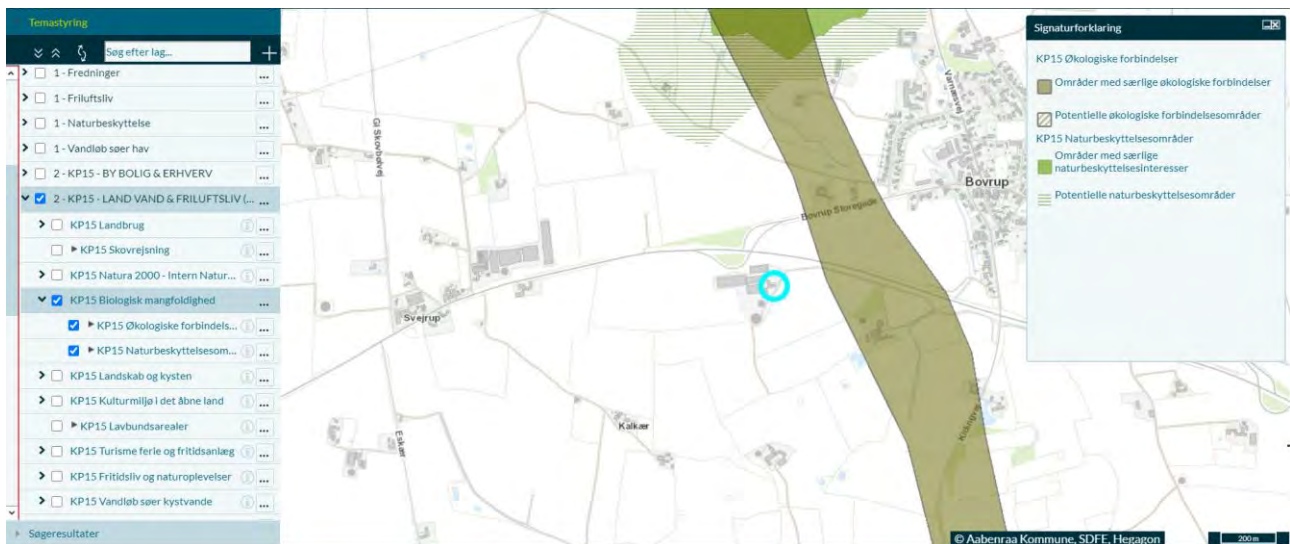 Temastyring
Søg efter lag...
1 - Fredninger
1 - Friluftsliv
1 - Naturbeskyttelse
1 - Vandløb søer hav
2 - KP15 - BY BOLIG & ERHVERV
2 - KP15 - LAND VAND & FRILUFTSLIV (...
KP15 Landbrug
KP15 Skovrejsning
KP15 Natura 2000 - Intern Natur...
KP15 Biologisk mangfoldighed
KP15 Økologiske forbindels...
KP15 Naturbeskyttelsesom...
KP15 Landskab og kysten
KP15 Kulturmiljø i det åbne land
KP15 Lavbundsarealer
KP15 Turisme ferie og fritidsanlæg
KP15 Fritidsliv og naturoplevelser
KP15 Vandløb søer kystvande
Søgeresultater
Gl Skovbølvej
Varnæsvej
Bovrup
Bovrup Storegade
Svejrup
Kalkær
Eskær
© Aabenraa Kommune, SDFE, Hegagon
200 m
Signaturforklaring
KP15 Økologiske forbindelser
Områder med særlige økologiske forbindelser
Potentielle økologiske forbindelsesområder
KP15 Naturbeskyttelsesområder
Områder med særlige
naturbeskyttelsesinteresser
Potentielle naturbeskyttelsesområder